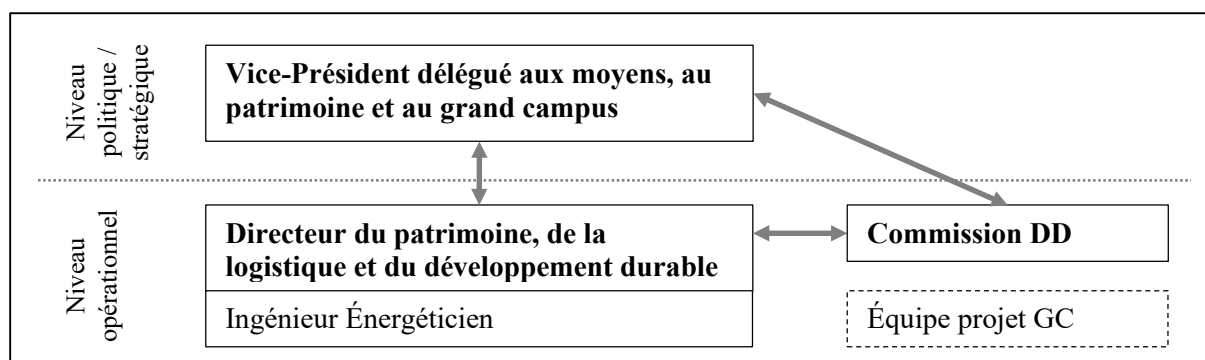 Niveau
politique /
stratégique
Vice-Président délégué aux moyens, au
patrimoine et au grand campus
Niveau
opérationnel
Directeur du patrimoine, de la
logistique et du développement durable
Ingénieur Énergéticien
Commission DD
Équipe projet GC